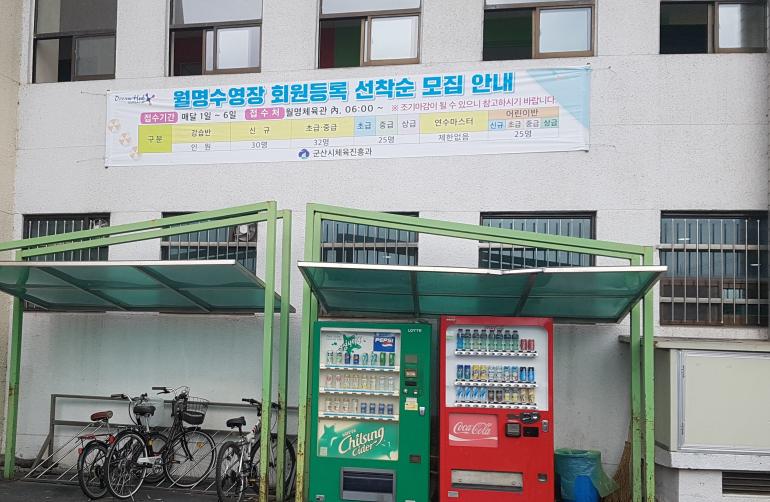 Dream Hub
월명수영장 회원등록 선착순 모집 안내
접수기간 매달 1일 ~ 6일 접수처 월명체육관 內, 06:00 ~ ※ 조기마감이 될 수 있으니 참고하시기 바랍니다.
구분 강습반 신규 초급·중급 초급 중급 상급 연수마스터 어린이반
신규 초급 중급 상급
인원 30명 32명 25명 제한없음 25명
군산시체육진흥과
LOTTE
PEPSI
Chilsung
Cider
Coca-Cola